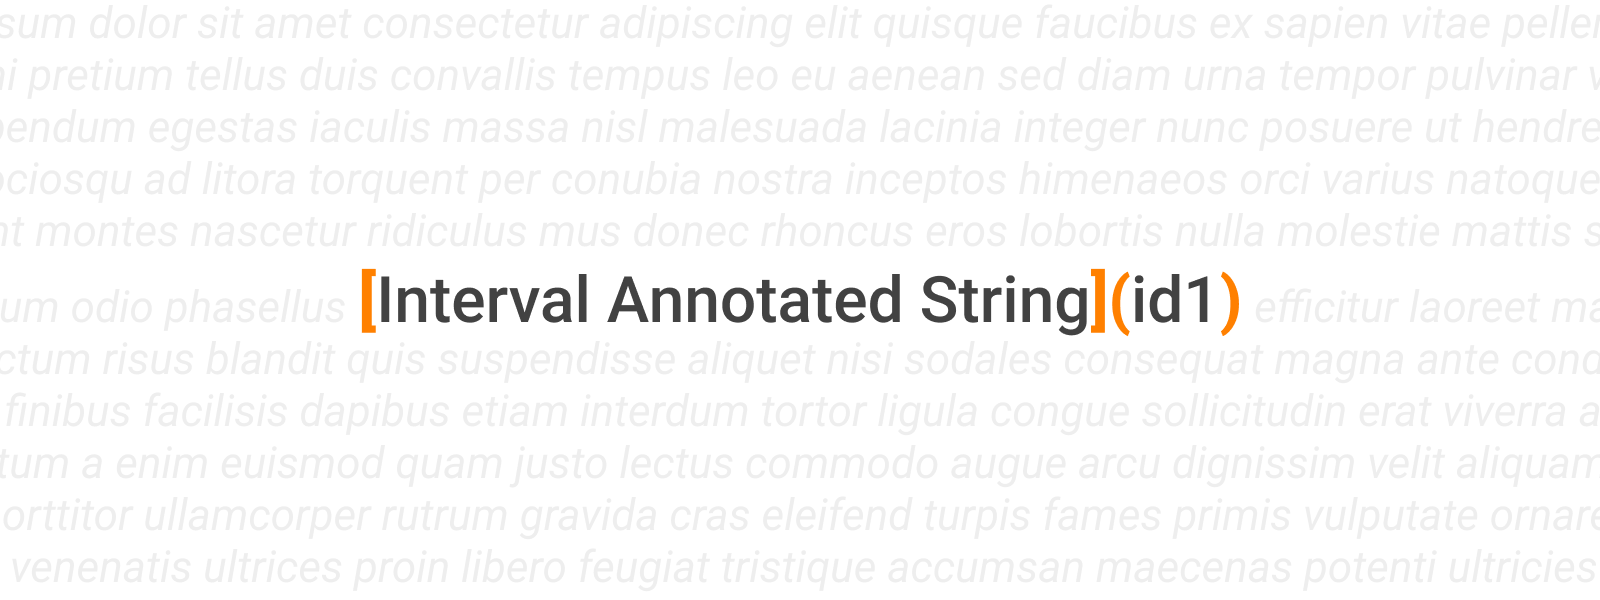 sum dolor sit amet consectetur adipiscing elit quisque faucibus ex sapien vitae peller
ni pretium tellus duis convallis tempus leo eu aenean sed diam urna tempor pulvinar v
pendum egestas iaculis massa nisl malesuada lacinia integer nunc posuere ut hendre
ociosqu ad litora torquent per conubia nostra inceptos himenaeos orci varius natoque
nt montes nascetur ridiculus mus donec rhoncus eros lobortis nulla molestie mattis s
um odio phasellus [Interval Annotated String](id1) efficitur laoreet ma
ctum risus blandit quis suspendisse aliquet nisi sodales consequat magna ante cond
finibus facilisis dapibus etiam interdum tortor ligula congue sollicitudin erat viverra a
tum a enim euismod quam justo lectus commodo augue arcu dignissim velit aliquam
orttitor ullamcorper rutrum gravida cras eleifend turpis fames primis vulputate ornare
venenatis ultrices proin libero feugiat tristique accumsan maecenas potenti ultricies